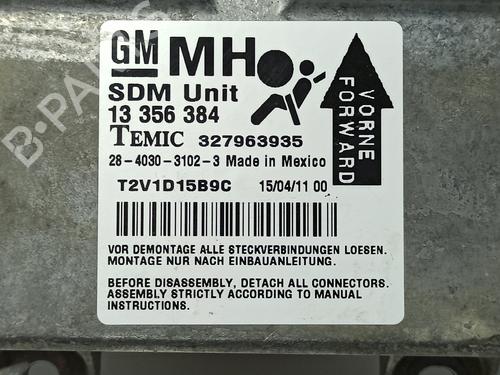 GM MH
SDM Unit
13 356 384
TEMIC 327963935
28-4030-3102-3 Made in Mexico
T2V1D15B9C 15/04/11 00
VORNE
FORWARD
VOR DEMONTAGE ALLE STECKVERBINDUNGEN LOESEN.
MONTAGE NUR NACH EINBAUANLEITUNG.
BEFORE DISASSEMBLY, DETACH ALL CONNECTORS.
ASSEMBLY STRICTLY ACCORDING TO MANUAL
INSTRUCTIONS.
B-PARTS